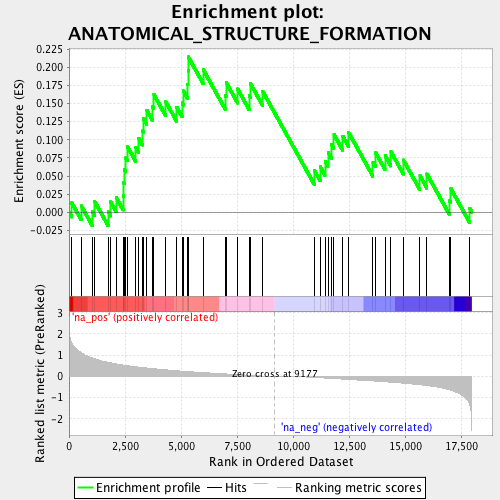 Enrichment plot:
ANATOMICAL_STRUCTURE_FORMATION
Enrichment score (ES)
0.225
0.200
0.175
0.150
0.125
0.100
0.075
0.050
0.025
0.000
-0.025
'na_pos' (positively correlated)
Ranked list metric (PreRanked)
3
2
1
0
-1
-2
Zero cross at 9177
'na_neg' (negatively correlated)
0
2,500
5,000
7,500
10,000
12,500
15,000
17,500
Rank in Ordered Dataset
Enrichment profile
Hits
Ranking metric scores